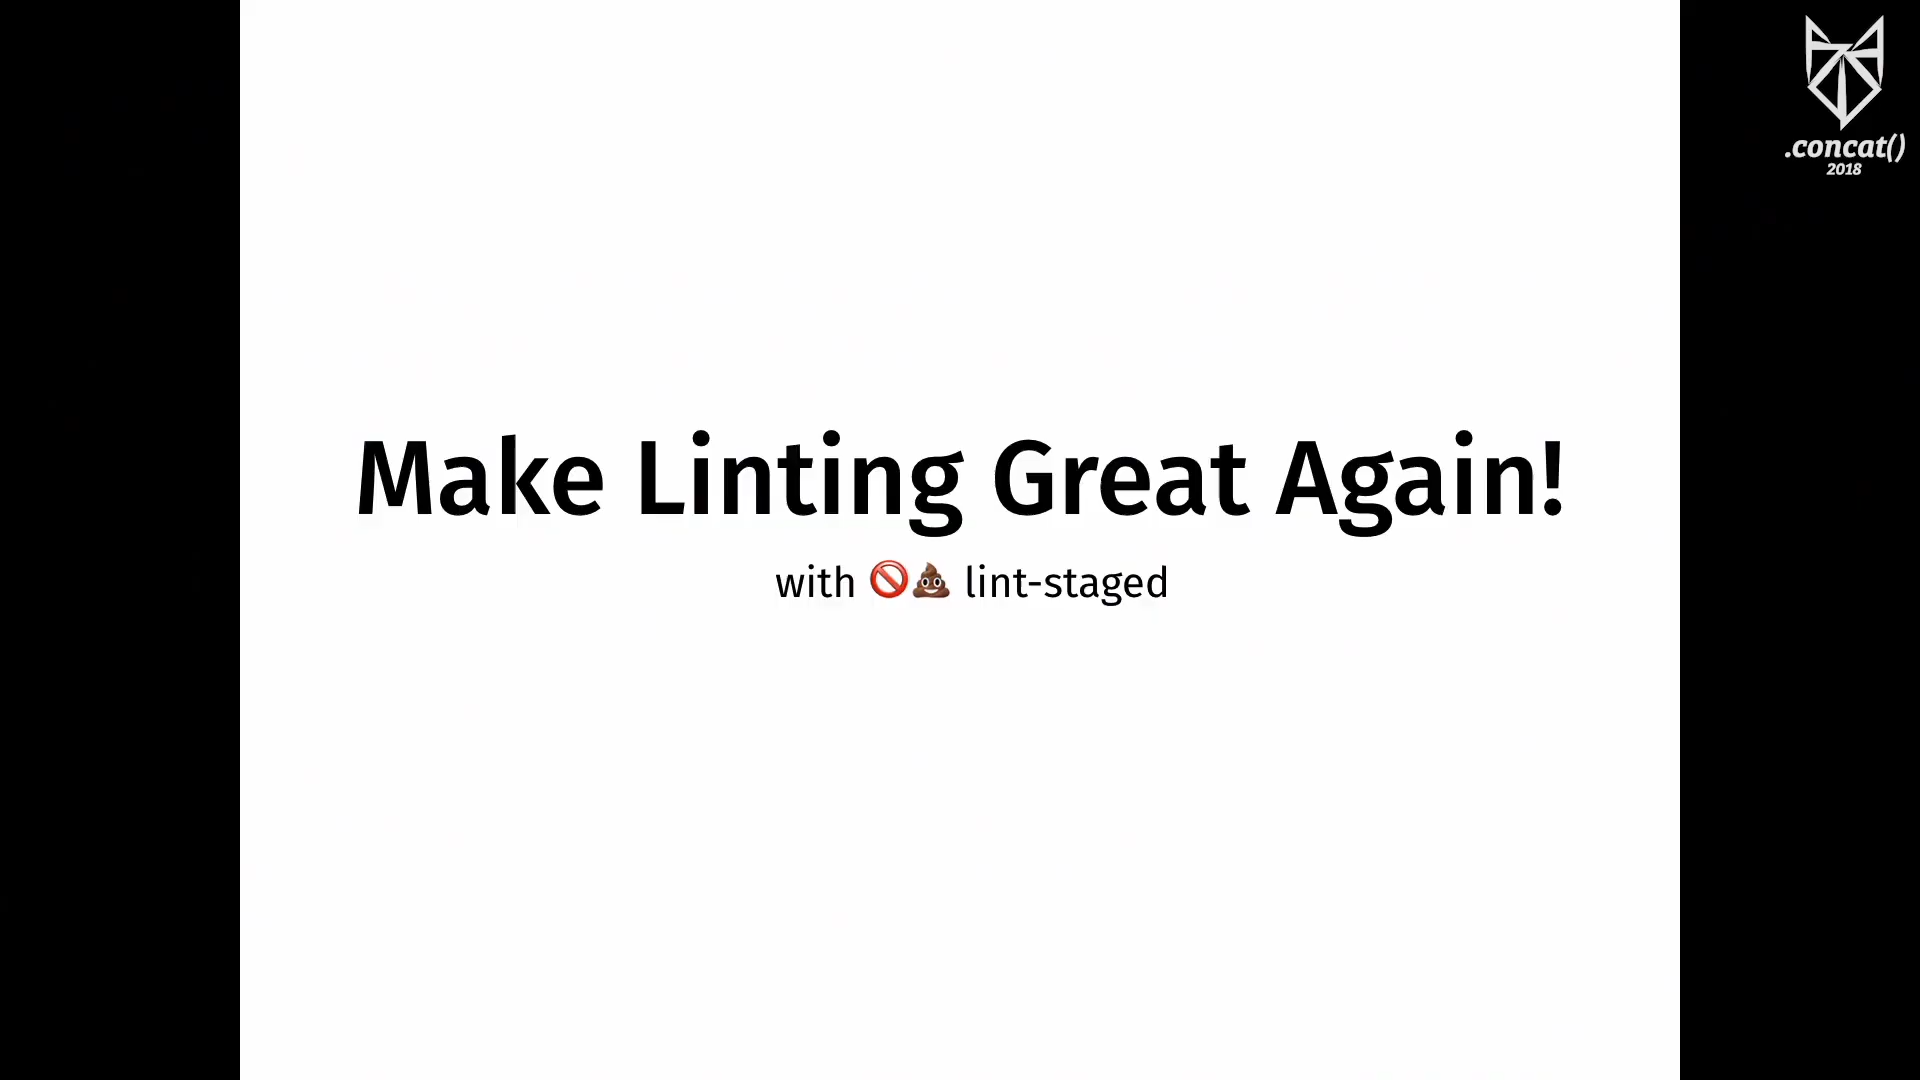 Make Linting Great Again!
with 🚫💩 lint-staged
.concat()
2018